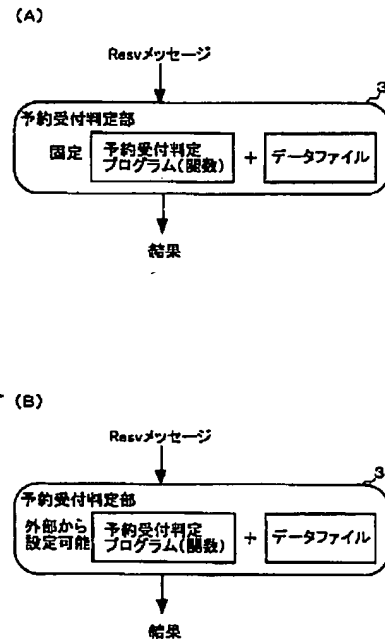 (A)
Resvメッセージ
3
予約受付判定部
固定
予約受付判定
プログラム(関数)
+
データファイル
結果
(B)
Resvメッセージ
3
予約受付判定部
外部から
設定可能
予約受付判定
プログラム(関数)
+
データファイル
結果